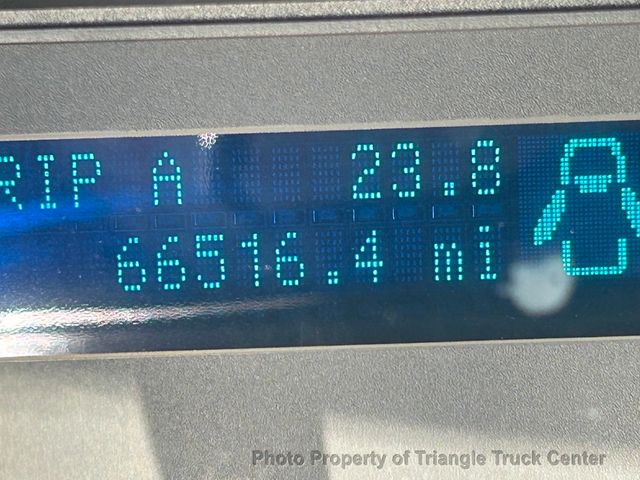 RIP A 23.8
66516.4 mi
Photo Property of Triangle Truck Center